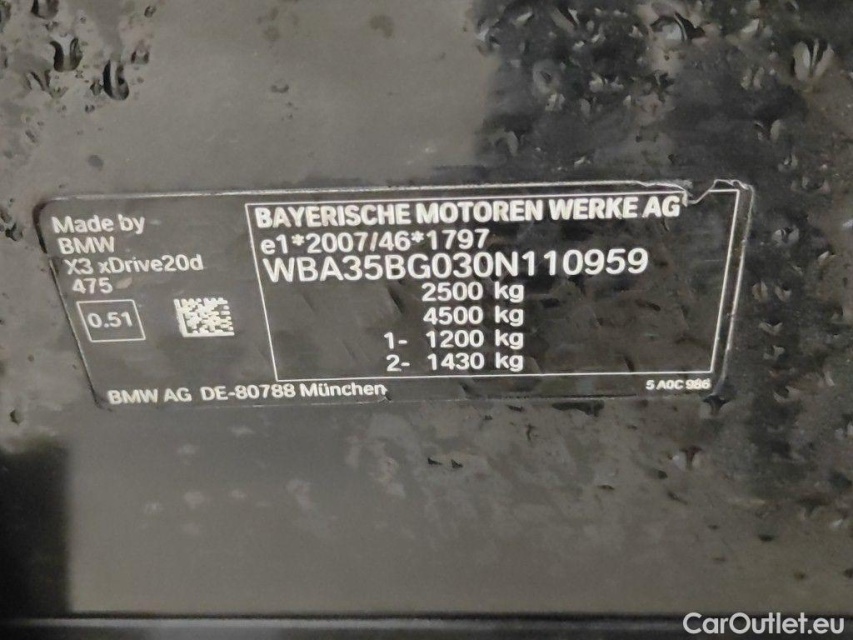 Made by
BMW
X3 xDrive20d
475
0.51
BMW AG DE-80788 München
BAYERISCHE MOTOREN WERKE AG
e1*2007/46*1797
WBA35BG030N110959
2500 kg
4500 kg
1- 1200 kg
2- 1430 kg
5 A0C 986
CarOutlet.eu